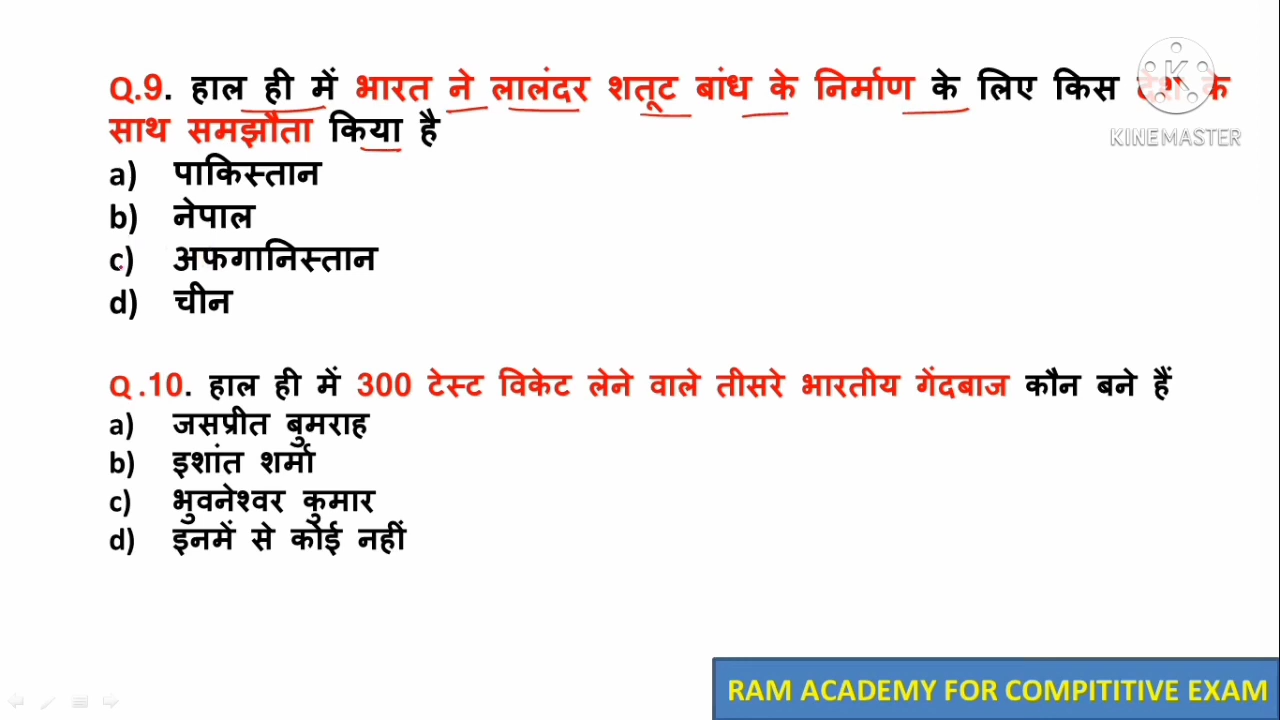 Q.9. हाल ही में भारत ने लालंदर शतूट बांध के निर्माण के लिए किस के
साथ समझौता किया है
a) पाकिस्तान
b) नेपाल
c) अफगानिस्तान
d) चीन
Q.10. हाल ही में 300 टेस्ट विकेट लेने वाले तीसरे भारतीय गेंदबाज कौन बने हैं
a) जसप्रीत बुमराह
b) इशांत शर्मा
c) भुवनेश्वर कुमार
d) इनमें से कोई नहीं
K
KINEMASTER
RAM ACADEMY FOR COMPITITIVE EXAM